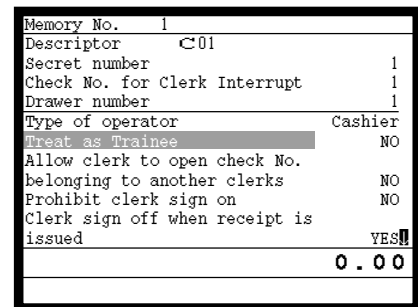 Memory No. 1
Descriptor C01
Secret number 1
Check No. for Clerk Interrupt 1
Drawer number 1
Type of operator Cashier
Treat as Trainee NO
Allow clerk to open check No.
belonging to another clerks NO
Prohibit clerk sign on NO
Clerk sign off when receipt is
issued YES
0.00